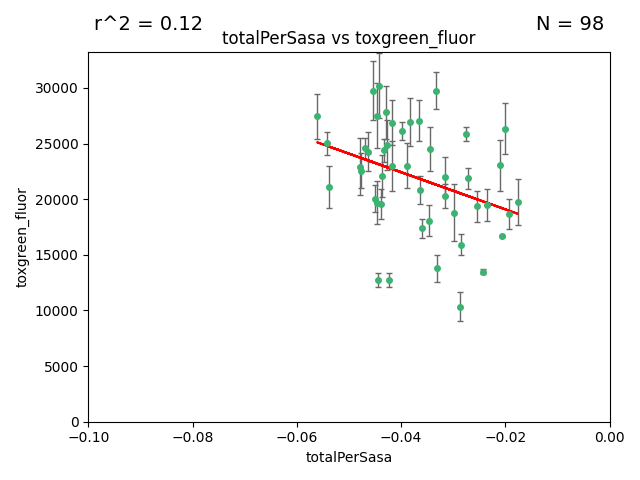 r^2 = 0.12
N = 98
totalPerSasa vs toxgreen_fluor
toxgreen_fluor
30000
25000
20000
15000
10000
5000
0
−0.10
−0.08
−0.06
−0.04
−0.02
0.00
totalPerSasa